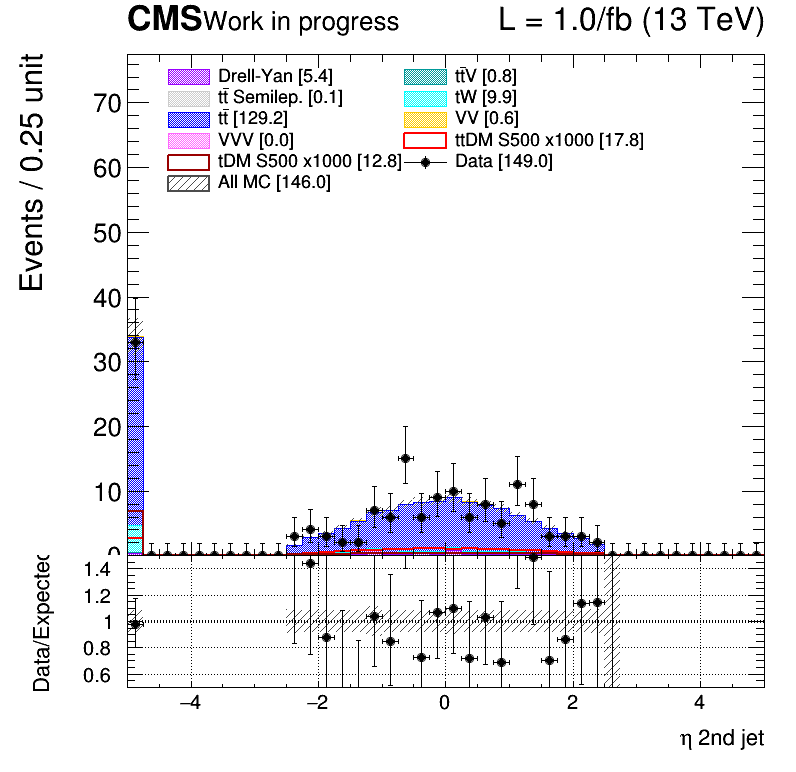 CMS Work in progress L = 1.0/fb (13 TeV)
Drell-Yan [5.4] tt̄V [0.8]
tt̄ Semilep. [0.1] tW [9.9]
tt̄ [129.2] VV [0.6]
VVV [0.0] ttDM S500 x1000 [17.8]
tDM S500 x1000 [12.8] Data [149.0]
All MC [146.0]
Events / 0.25 unit
70
60
50
40
30
20
10
0
Data/Expected
1.4
1.2
1
0.8
0.6
−4 −2 0 2 4
η 2nd jet